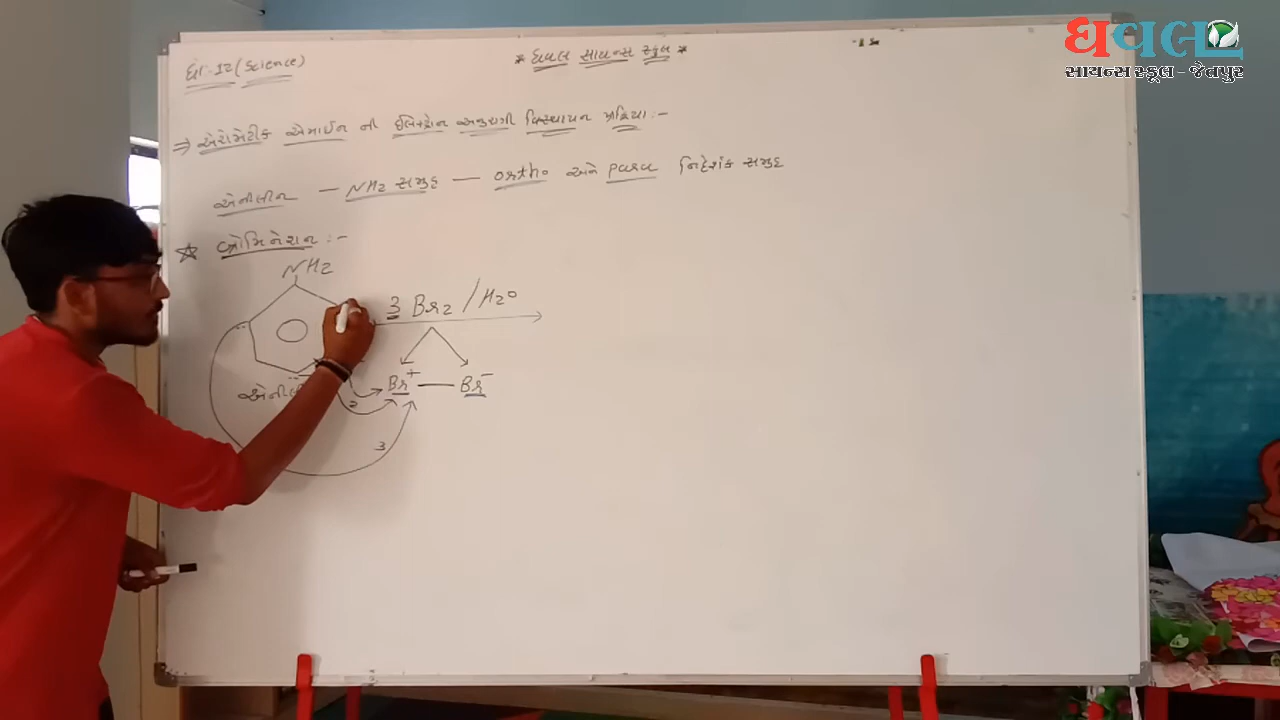 ધવલ
સાયન્સ સ્કૂલ - જેતપુર
ધો-12 (Science)
* ધવલ સાયન્સ સ્કુલ *
⇒ એરોમેટીક એમાઈન ની ઈલેક્ટ્રોન અનુરાગી વિસ્થાપન પ્રક્રિયા :-
એનીલીન — NH2 સમુહ — ortho અને para નિર્દેશક સમુહ
☆ બ્રોમિનેશન :-
NH2
3 Br2 / H2O
Br+ — Br-
2
3